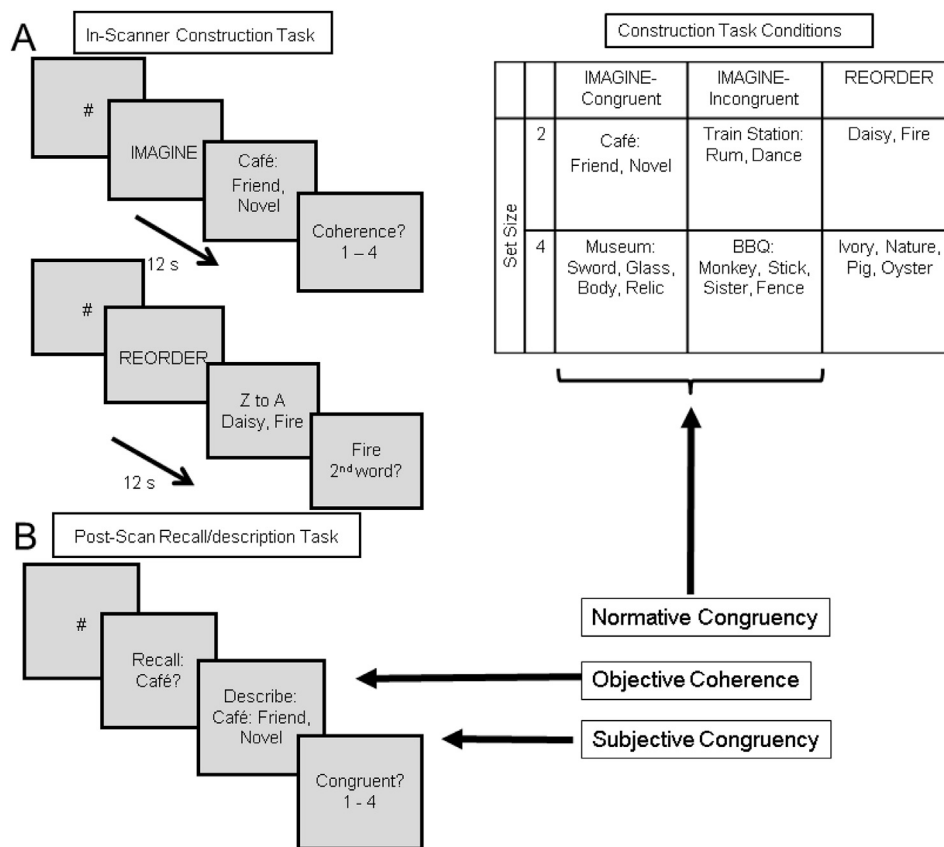 A
In-Scanner Construction Task
#
IMAGINE
Café:
Friend,
Novel
Coherence?
1 – 4
12 s
#
REORDER
Z to A
Daisy, Fire
Fire
2nd word?
12 s
Construction Task Conditions
IMAGINE-
Congruent
IMAGINE-
Incongruent
REORDER
Set Size
2
Café:
Friend, Novel
Train Station:
Rum, Dance
Daisy, Fire
4
Museum:
Sword, Glass,
Body, Relic
BBQ:
Monkey, Stick,
Sister, Fence
Ivory, Nature,
Pig, Oyster
B
Post-Scan Recall/description Task
#
Recall:
Café?
Describe:
Café: Friend,
Novel
Congruent?
1 - 4
Normative Congruency
Objective Coherence
Subjective Congruency